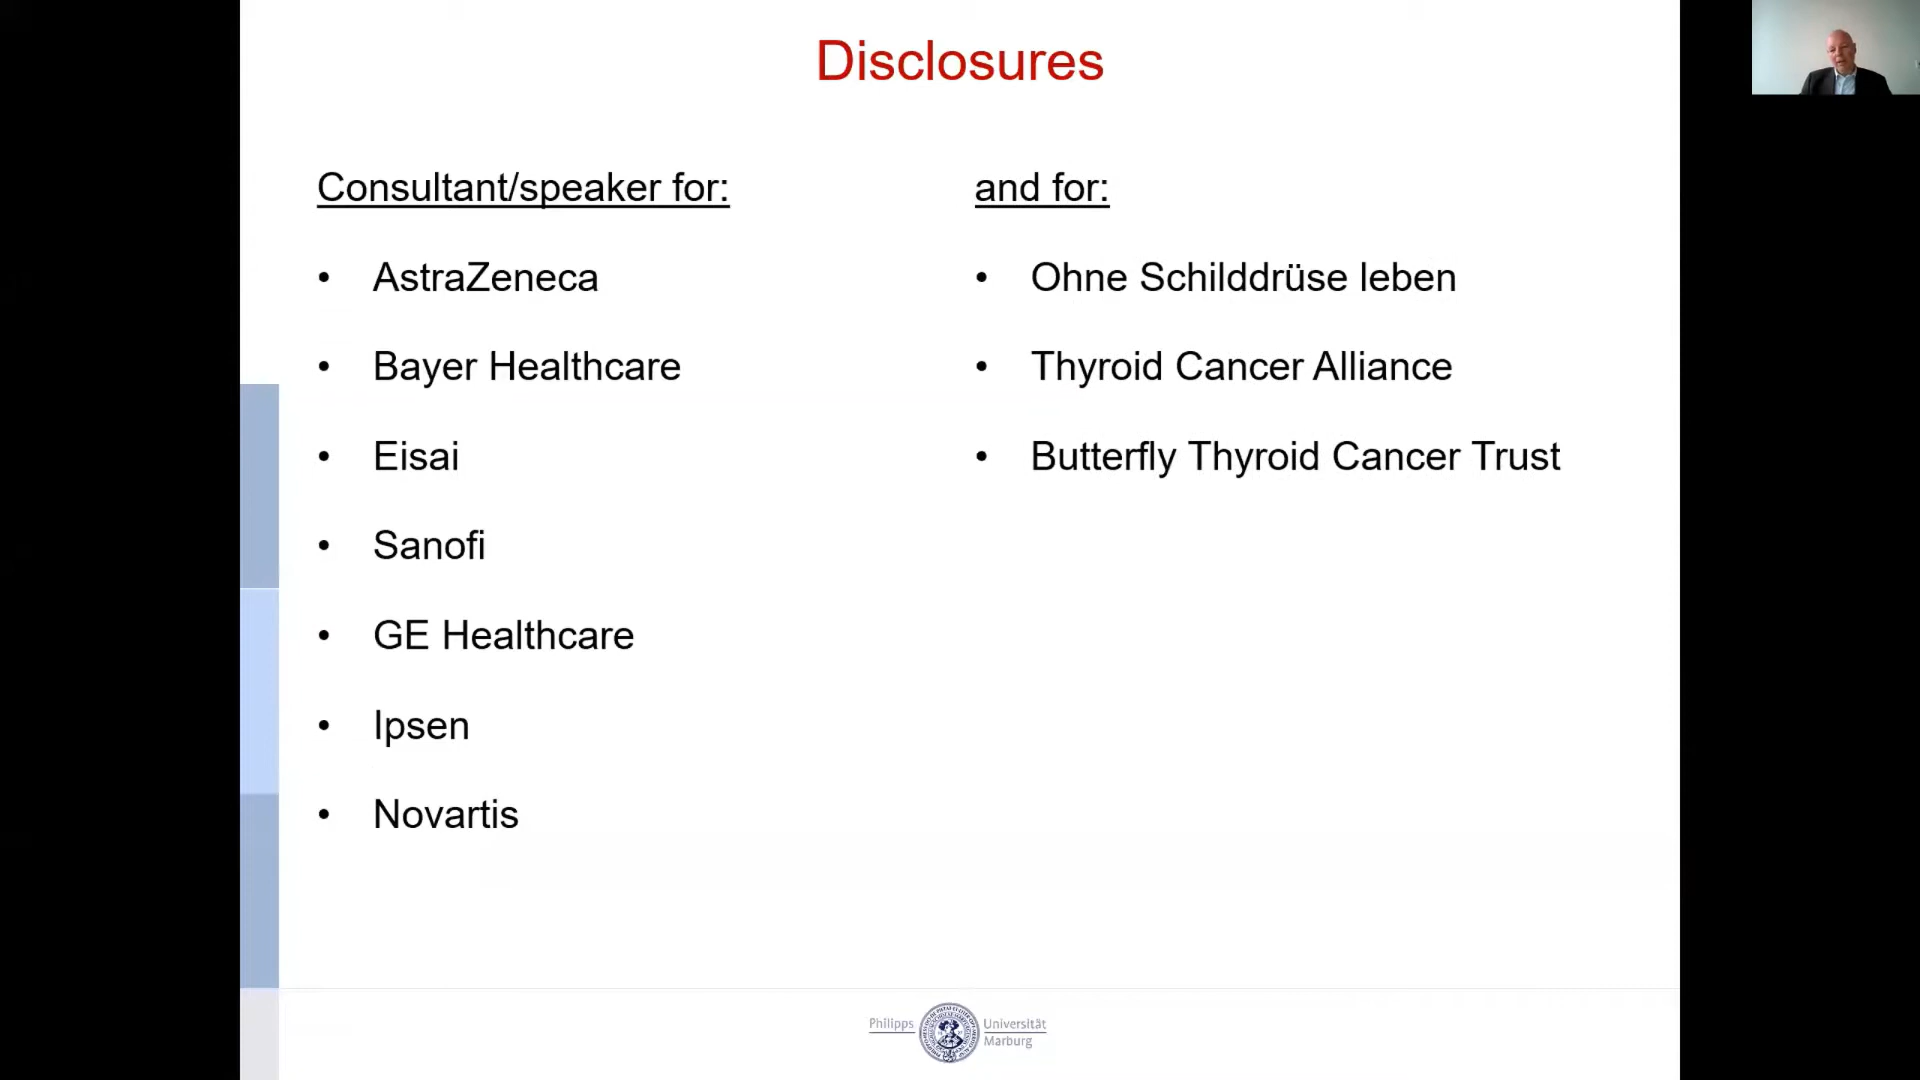 Disclosures
Consultant/speaker for:
• AstraZeneca
• Bayer Healthcare
• Eisai
• Sanofi
• GE Healthcare
• Ipsen
• Novartis
and for:
• Ohne Schilddrüse leben
• Thyroid Cancer Alliance
• Butterfly Thyroid Cancer Trust
Philipps Universität
Marburg